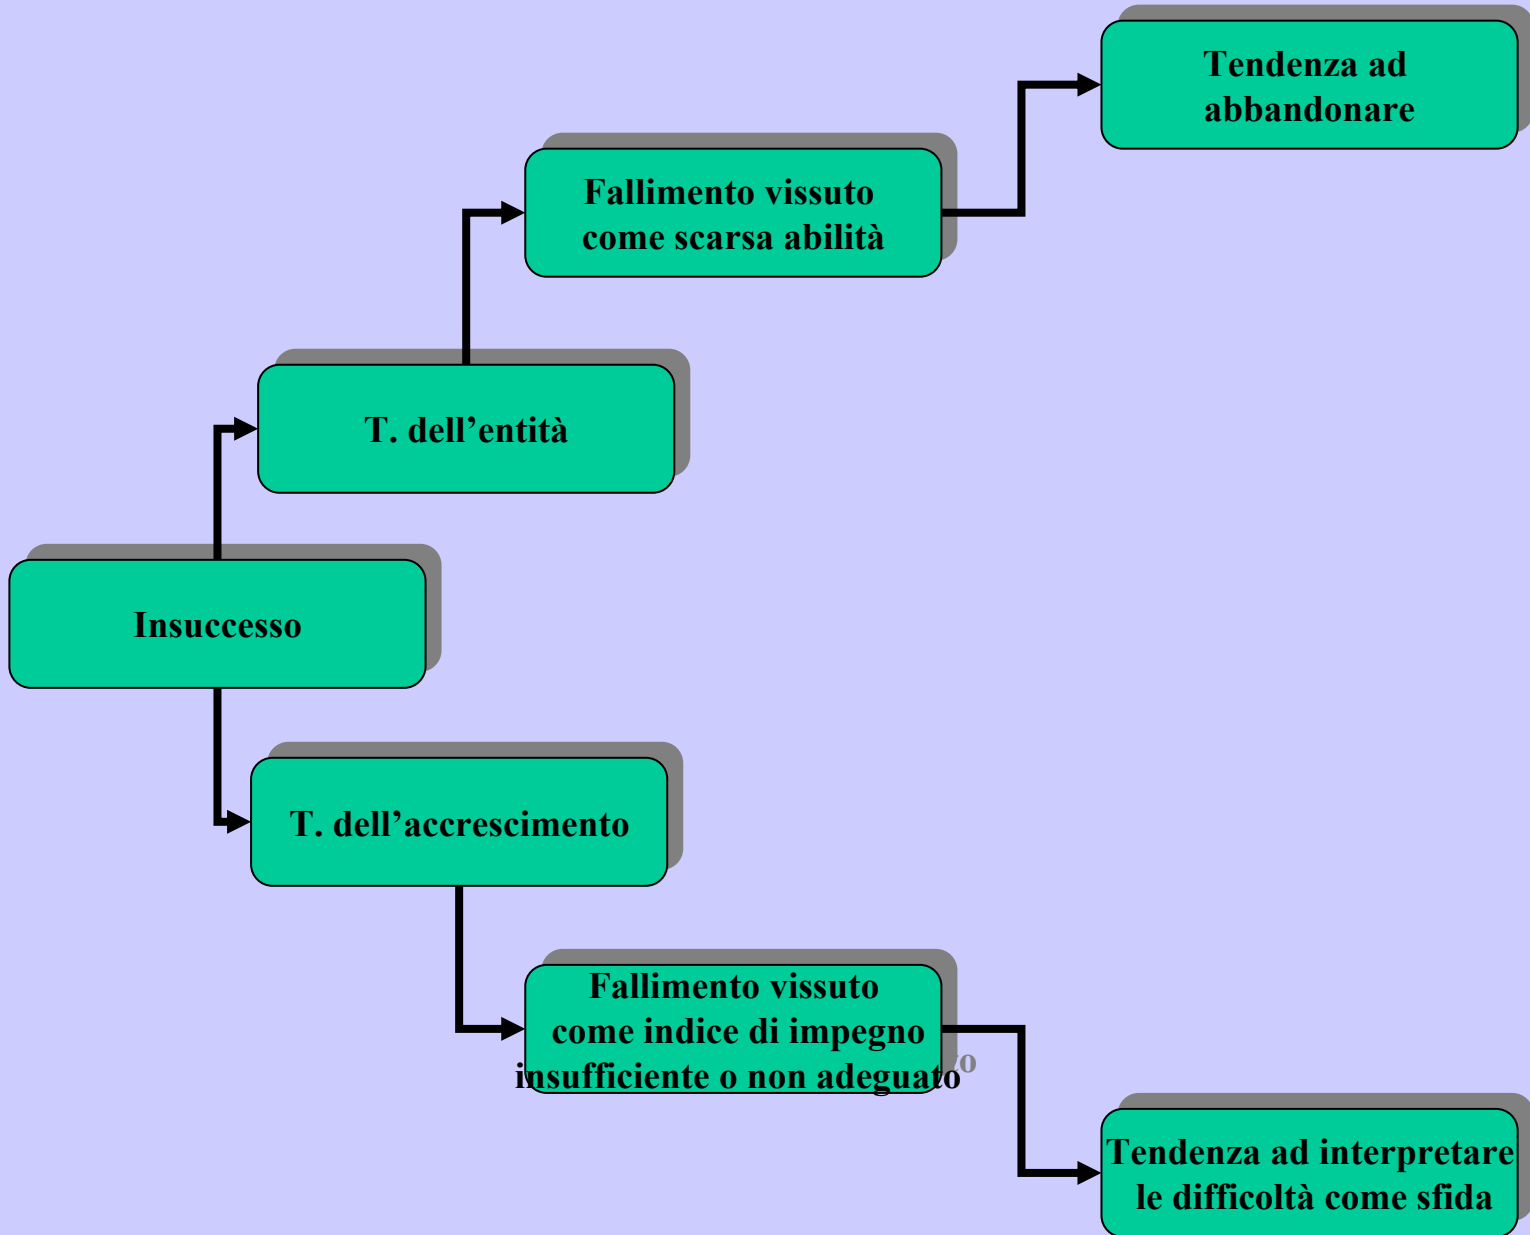 Tendenza ad
abbandonare
Fallimento vissuto
come scarsa abilità
T. dell’entità
Insuccesso
T. dell’accrescimento
Fallimento vissuto
come indice di impegno
insufficiente o non adeguato
Tendenza ad interpretare
le difficoltà come sfida